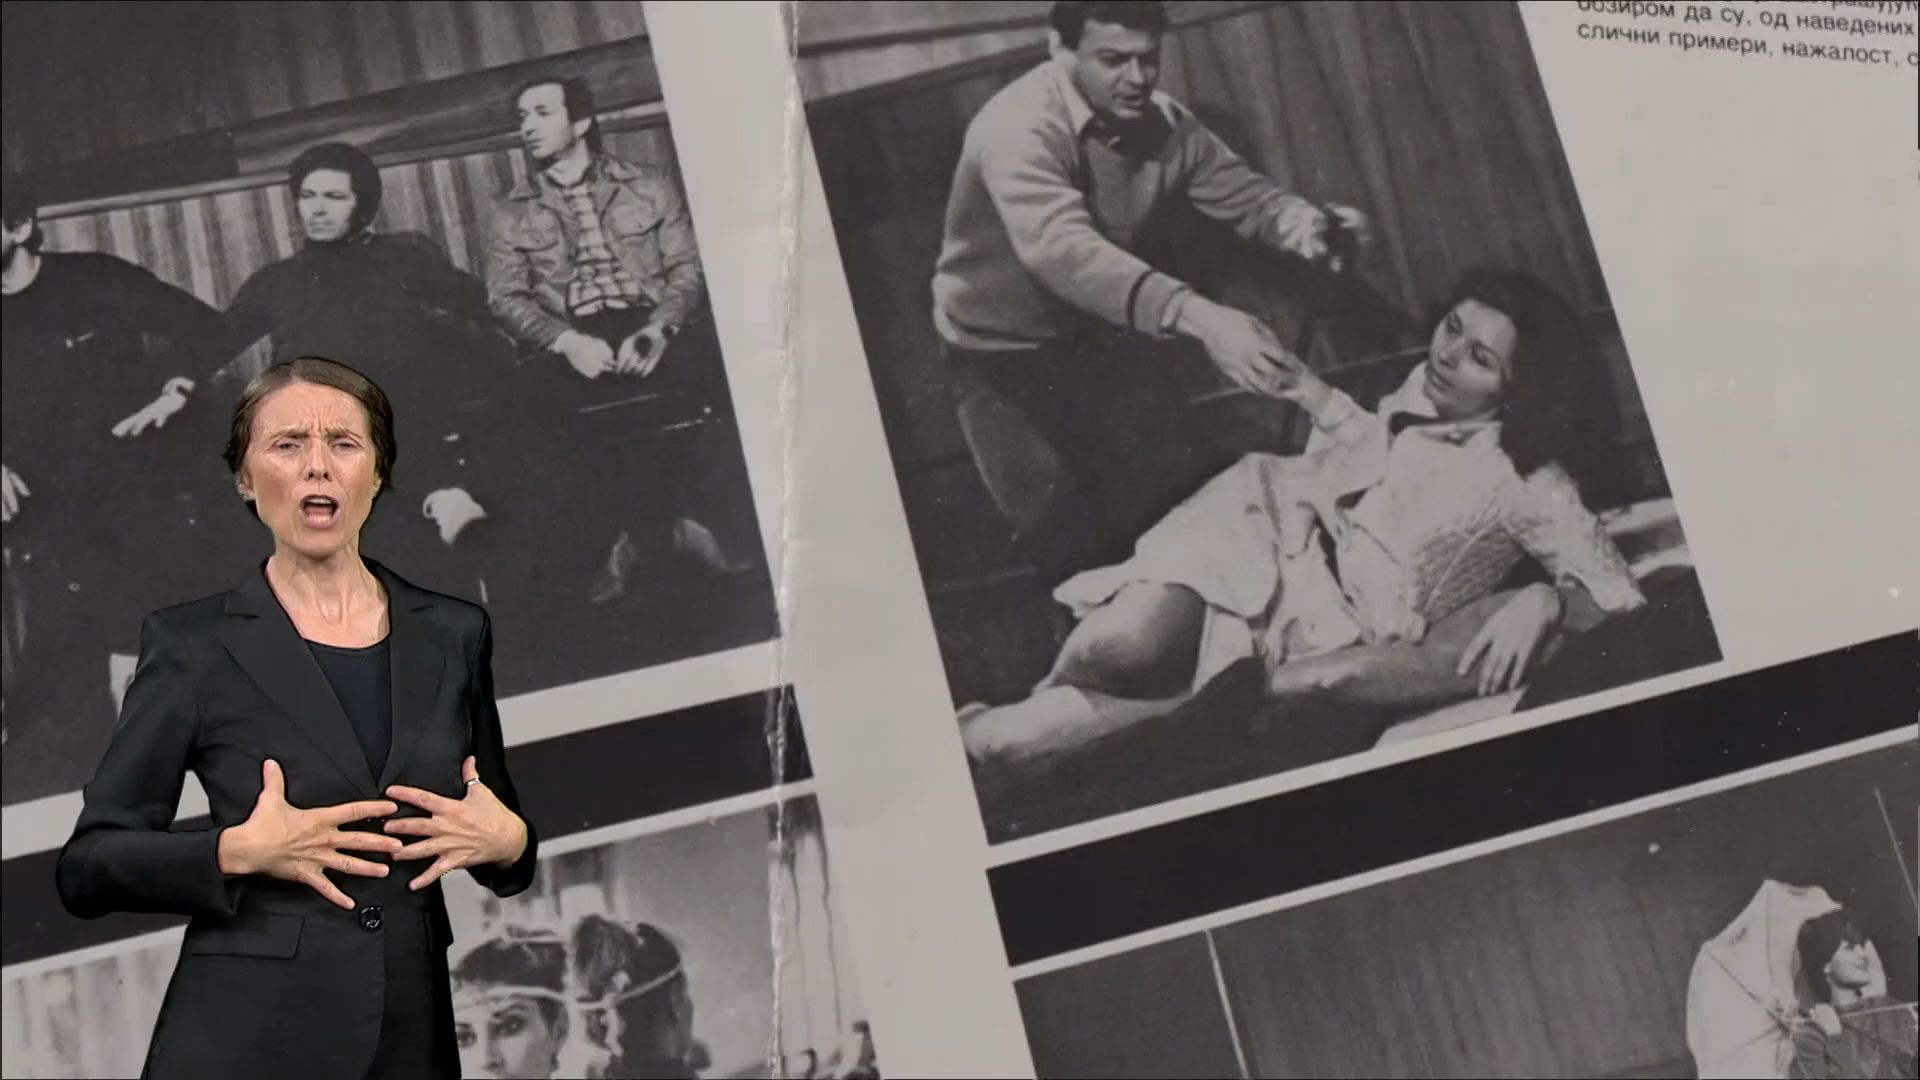 обзиром да су, од наведених
слични примери, нажалост,